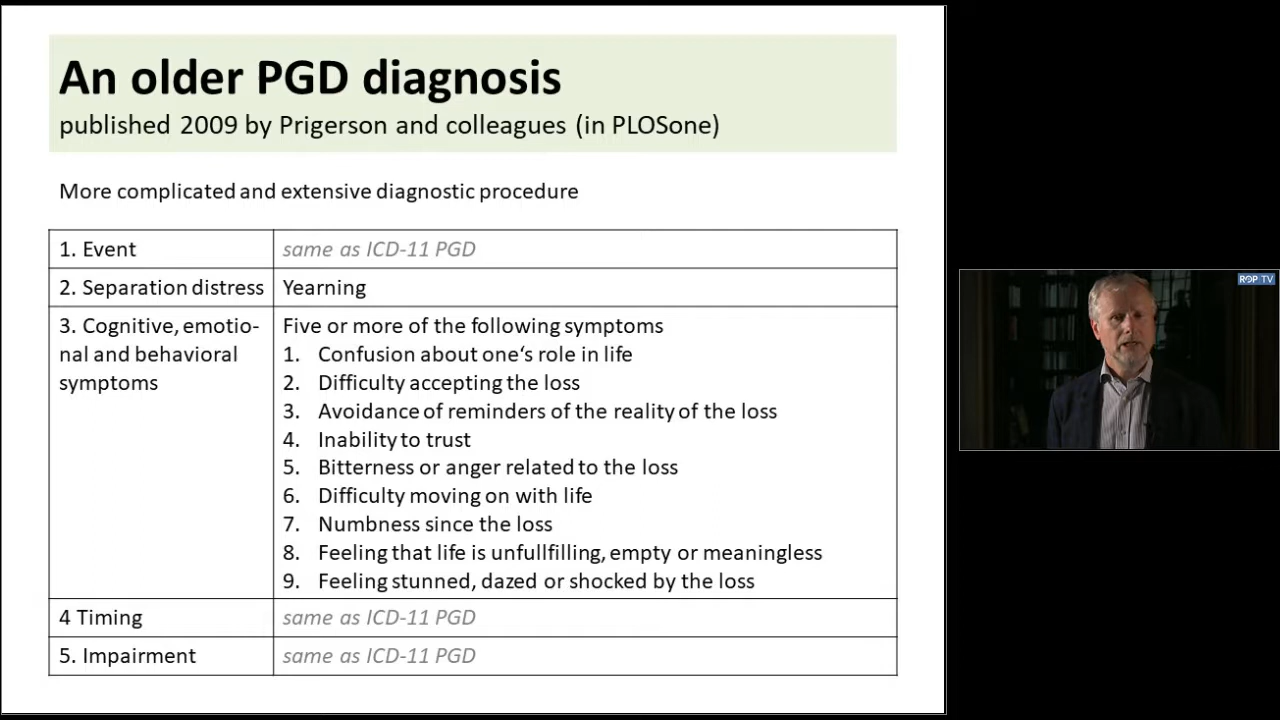 An older PGD diagnosis
published 2009 by Prigerson and colleagues (in PLOSone)
More complicated and extensive diagnostic procedure
1. Event
same as ICD-11 PGD
2. Separation distress
Yearning
3. Cognitive, emotio-
nal and behavioral
symptoms
Five or more of the following symptoms
1. Confusion about one‘s role in life
2. Difficulty accepting the loss
3. Avoidance of reminders of the reality of the loss
4. Inability to trust
5. Bitterness or anger related to the loss
6. Difficulty moving on with life
7. Numbness since the loss
8. Feeling that life is unfullfilling, empty or meaningless
9. Feeling stunned, dazed or shocked by the loss
4 Timing
same as ICD-11 PGD
5. Impairment
same as ICD-11 PGD
RОP TV